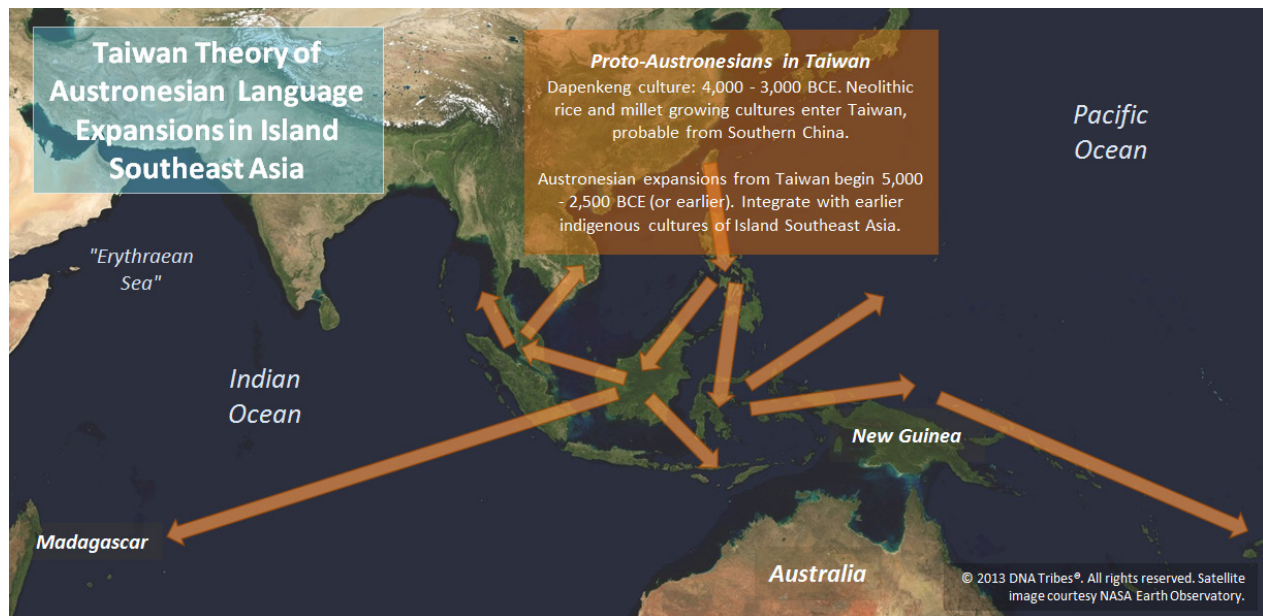 Taiwan Theory of
Austronesian Language
Expansions in Island
Southeast Asia
Proto-Austronesians in Taiwan
Dapenkeng culture: 4,000 - 3,000 BCE. Neolithic
rice and millet growing cultures enter Taiwan,
probable from Southern China.
Austronesian expansions from Taiwan begin 5,000
- 2,500 BCE (or earlier). Integrate with earlier
indigenous cultures of Island Southeast Asia.
Pacific
Ocean
"Erythraean
Sea"
Indian
Ocean
New Guinea
Madagascar
Australia
© 2013 DNA Tribes®. All rights reserved. Satellite
image courtesy NASA Earth Observatory.